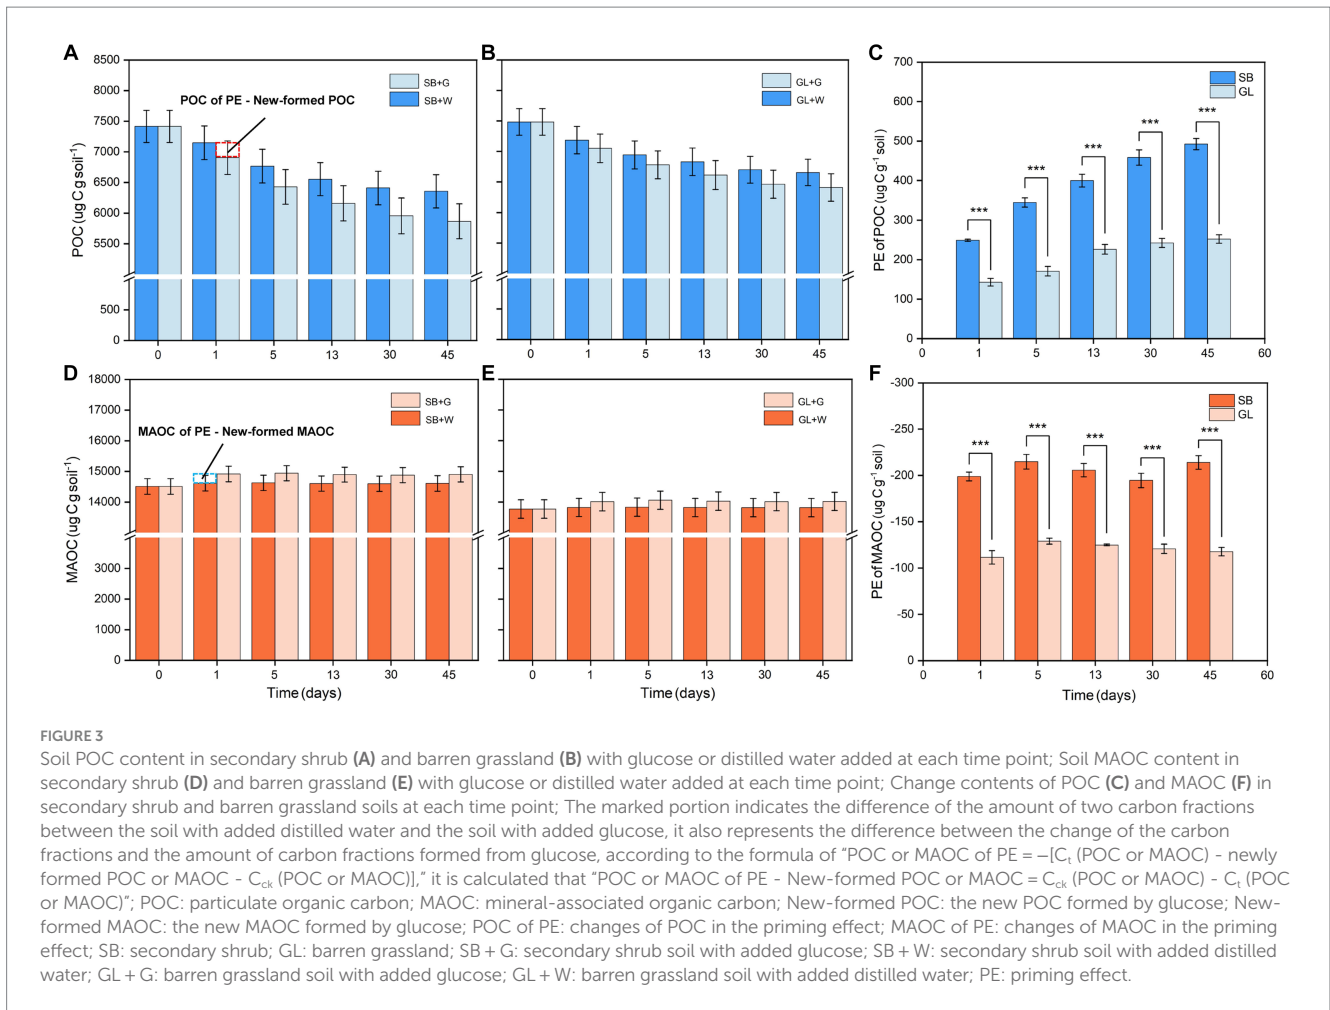 A
8500
8000
7500
7000
6500
6000
5500
500
0
POC (ug C g soil⁻¹)
SB+G
SB+W
POC of PE - New-formed POC
0 1 5 13 30 45
B
GL+G
GL+W
0 1 5 13 30 45
C
700
600
500
400
300
200
100
0
PE of POC (ug C g⁻¹ soil)
SB
GL
*** *** *** *** ***
0 1 5 13 30 45 60
D
18000
17000
16000
15000
14000
3000
2000
1000
0
MAOC (ug C g soil⁻¹)
SB+G
SB+W
MAOC of PE - New-formed MAOC
0 1 5 13 30 45
Time (days)
E
GL+G
GL+W
0 1 5 13 30 45
Time (days)
F
-300
-250
-200
-150
-100
-50
0
PE of MAOC (ug C g⁻¹ soil)
SB
GL
*** *** *** *** ***
0 1 5 13 30 45 60
Time (days)
FIGURE 3
Soil POC content in secondary shrub (A) and barren grassland (B) with glucose or distilled water added at each time point; Soil MAOC content in
secondary shrub (D) and barren grassland (E) with glucose or distilled water added at each time point; Change contents of POC (C) and MAOC (F) in
secondary shrub and barren grassland soils at each time point; The marked portion indicates the difference of the amount of two carbon fractions
between the soil with added distilled water and the soil with added glucose, it also represents the difference between the change of the carbon
fractions and the amount of carbon fractions formed from glucose, according to the formula of “POC or MAOC of PE = −[Cₜ (POC or MAOC) - newly
formed POC or MAOC - C_ck (POC or MAOC)],” it is calculated that “POC or MAOC of PE - New-formed POC or MAOC = C_ck (POC or MAOC) - Cₜ (POC
or MAOC)”; POC: particulate organic carbon; MAOC: mineral-associated organic carbon; New-formed POC: the new POC formed by glucose; New-
formed MAOC: the new MAOC formed by glucose; POC of PE: changes of POC in the priming effect; MAOC of PE: changes of MAOC in the priming
effect; SB: secondary shrub; GL: barren grassland; SB + G: secondary shrub soil with added glucose; SB + W: secondary shrub soil with added distilled
water; GL + G: barren grassland soil with added glucose; GL + W: barren grassland soil with added distilled water; PE: priming effect.